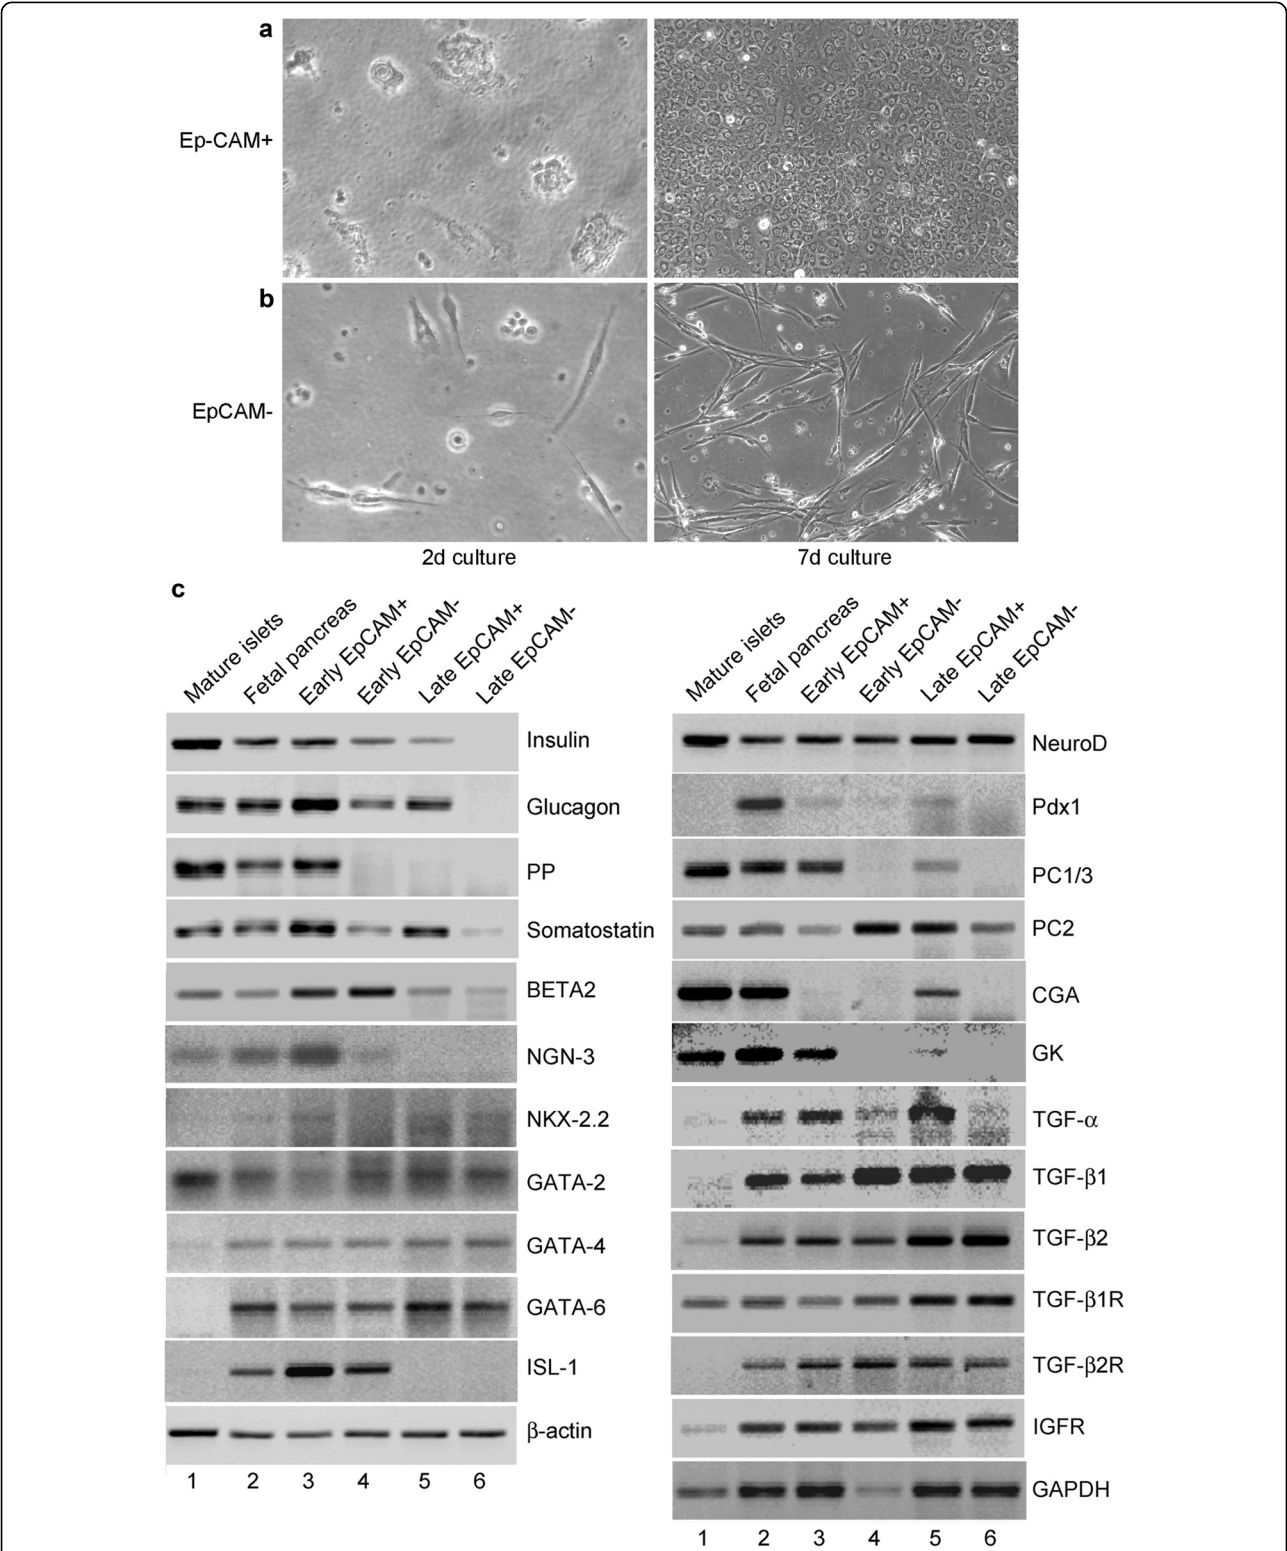 a
Ep-CAM+
b
EpCAM-
2d culture
7d culture
c
Mature islets
Fetal pancreas
Early EpCAM+
Early EpCAM-
Late EpCAM+
Late EpCAM-
Insulin
Glucagon
PP
Somatostatin
BETA2
NGN-3
NKX-2.2
GATA-2
GATA-4
GATA-6
ISL-1
β-actin
1 2 3 4 5 6
Mature islets
Fetal pancreas
Early EpCAM+
Early EpCAM-
Late EpCAM+
Late EpCAM-
NeuroD
Pdx1
PC1/3
PC2
CGA
GK
TGF-α
TGF-β1
TGF-β2
TGF-β1R
TGF-β2R
IGFR
GAPDH
1 2 3 4 5 6